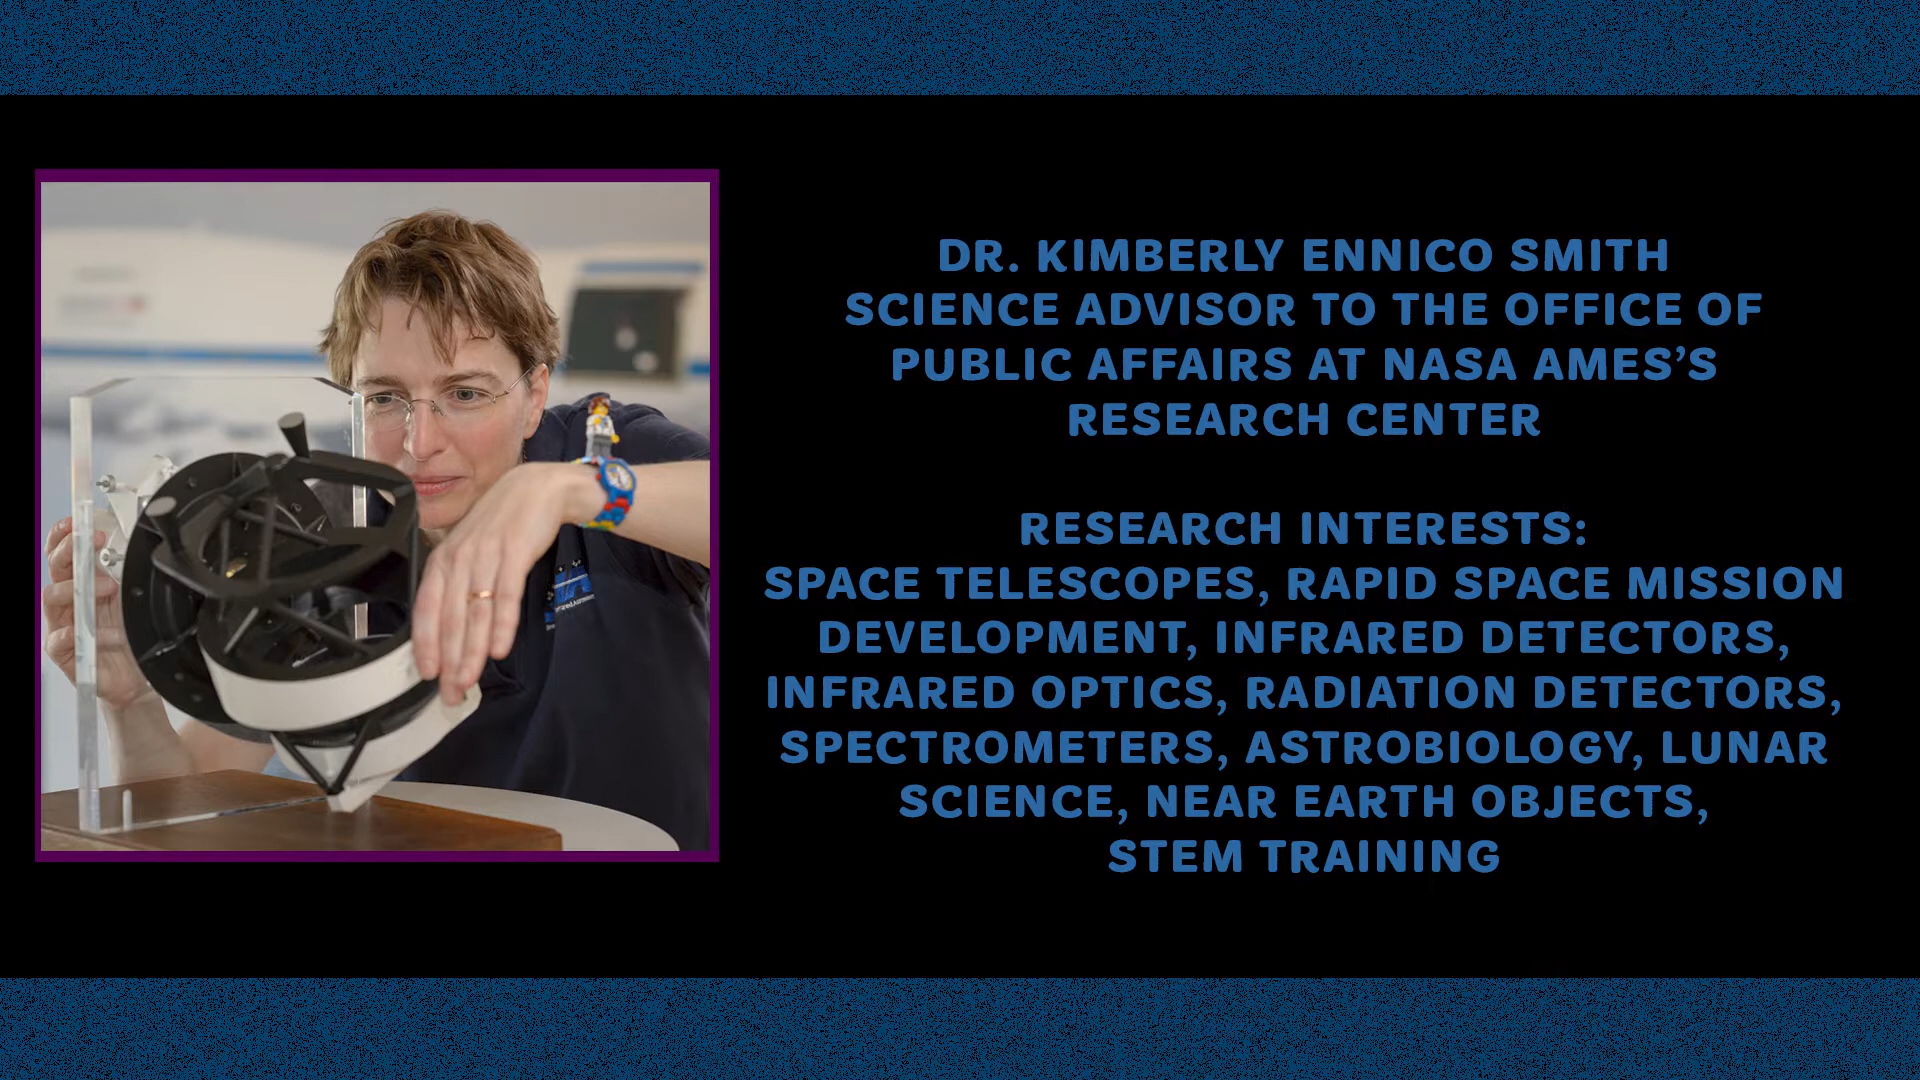 DR. KIMBERLY ENNICO SMITH
SCIENCE ADVISOR TO THE OFFICE OF
PUBLIC AFFAIRS AT NASA AMES’S
RESEARCH CENTER
RESEARCH INTERESTS:
SPACE TELESCOPES, RAPID SPACE MISSION
DEVELOPMENT, INFRARED DETECTORS,
INFRARED OPTICS, RADIATION DETECTORS,
SPECTROMETERS, ASTROBIOLOGY, LUNAR
SCIENCE, NEAR EARTH OBJECTS,
STEM TRAINING